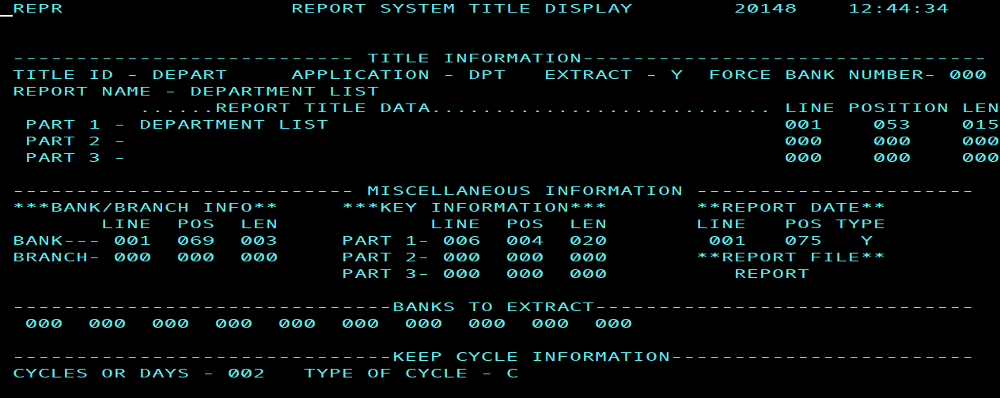 REPR REPORT SYSTEM TITLE DISPLAY 20148 12:44:34
--------------------------- TITLE INFORMATION--------------------------------
TITLE ID - DEPART APPLICATION - DPT EXTRACT - Y FORCE BANK NUMBER- 000
REPORT NAME - DEPARTMENT LIST
......REPORT TITLE DATA........................... LINE POSITION LEN
PART 1 - DEPARTMENT LIST 001 053 015
PART 2 - 000 000 000
PART 3 - 000 000 000
--------------------------- MISCELLANEOUS INFORMATION ----------------------
***BANK/BRANCH INFO** ***KEY INFORMATION*** **REPORT DATE**
LINE POS LEN LINE POS LEN LINE POS TYPE
BANK--- 001 069 003 PART 1- 006 004 020 001 075 Y
BRANCH- 000 000 000 PART 2- 000 000 000 **REPORT FILE**
PART 3- 000 000 000 REPORT
------------------------------BANKS TO EXTRACT------------------------------
000 000 000 000 000 000 000 000 000 000
------------------------------KEEP CYCLE INFORMATION------------------------
CYCLES OR DAYS - 002 TYPE OF CYCLE - C